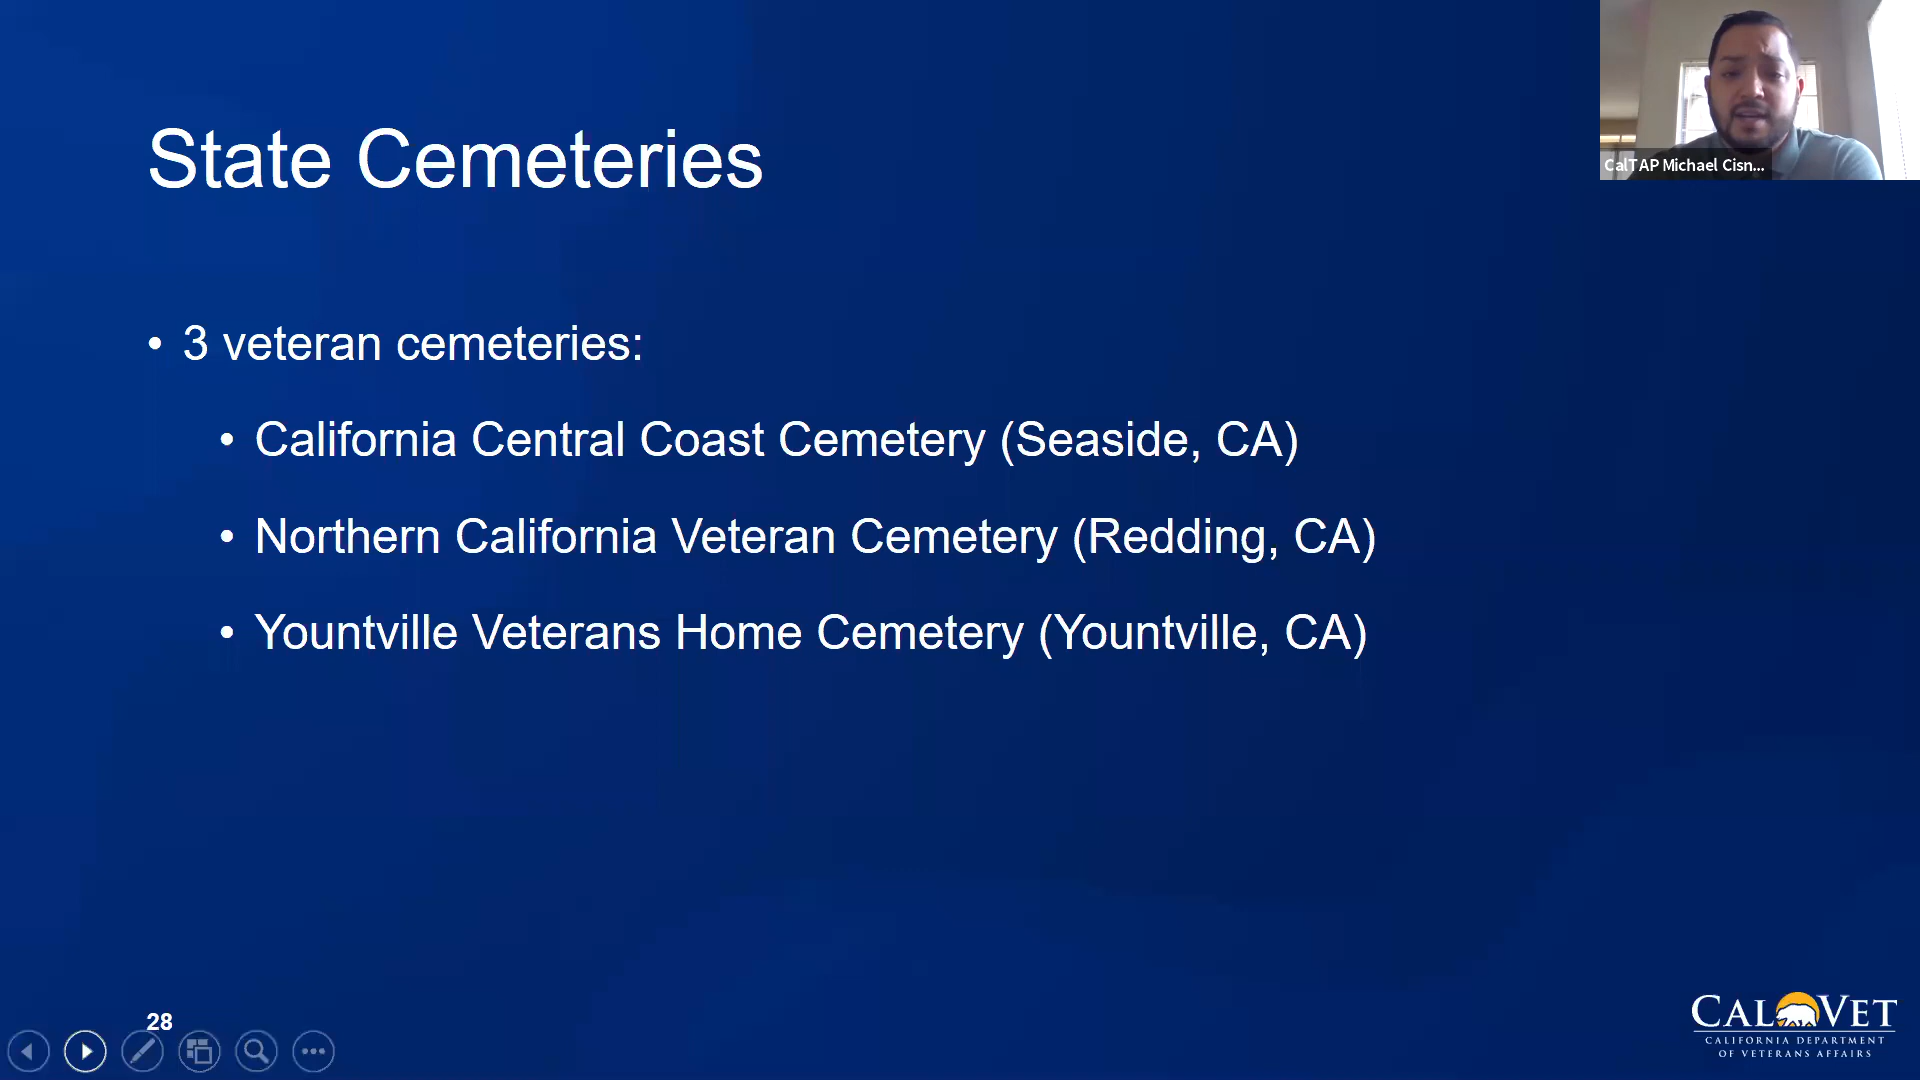 CalTAP Michael Cisn...
State Cemeteries
• 3 veteran cemeteries:
• California Central Coast Cemetery (Seaside, CA)
• Northern California Veteran Cemetery (Redding, CA)
• Yountville Veterans Home Cemetery (Yountville, CA)
28
CALVET
CALIFORNIA DEPARTMENT
OF VETERANS AFFAIRS